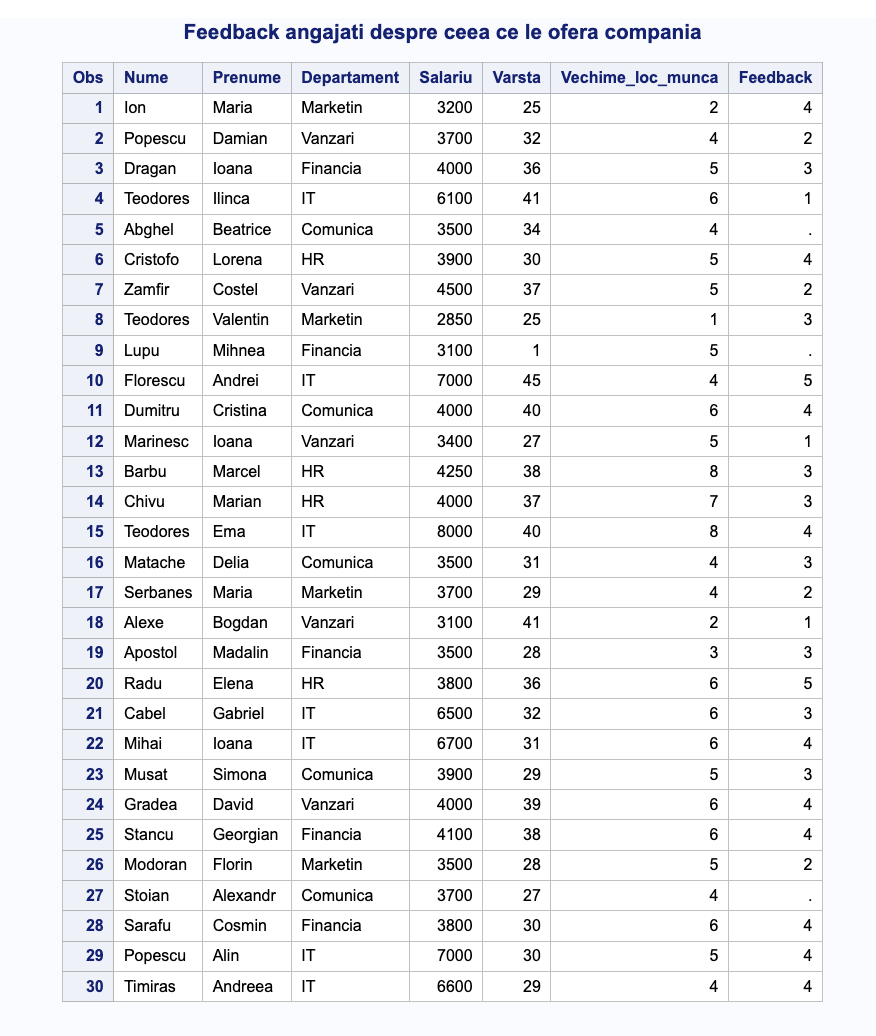 Feedback angajati despre ceea ce le ofera compania
Obs Nume Prenume Departament Salariu Varsta Vechime_loc_munca Feedback
1 Ion Maria Marketin 3200 25 2 4
2 Popescu Damian Vanzari 3700 32 4 2
3 Dragan Ioana Financia 4000 36 5 3
4 Teodores Ilinca IT 6100 41 6 1
5 Abghel Beatrice Comunica 3500 34 4 .
6 Cristofo Lorena HR 3900 30 5 4
7 Zamfir Costel Vanzari 4500 37 5 2
8 Teodores Valentin Marketin 2850 25 1 3
9 Lupu Mihnea Financia 3100 1 5 .
10 Florescu Andrei IT 7000 45 4 5
11 Dumitru Cristina Comunica 4000 40 6 4
12 Marinesc Ioana Vanzari 3400 27 5 1
13 Barbu Marcel HR 4250 38 8 3
14 Chivu Marian HR 4000 37 7 3
15 Teodores Ema IT 8000 40 8 4
16 Matache Delia Comunica 3500 31 4 3
17 Serbanes Maria Marketin 3700 29 4 2
18 Alexe Bogdan Vanzari 3100 41 2 1
19 Apostol Madalin Financia 3500 28 3 3
20 Radu Elena HR 3800 36 6 5
21 Cabel Gabriel IT 6500 32 6 3
22 Mihai Ioana IT 6700 31 6 4
23 Musat Simona Comunica 3900 29 5 3
24 Gradea David Vanzari 4000 39 6 4
25 Stancu Georgian Financia 4100 38 6 4
26 Modoran Florin Marketin 3500 28 5 2
27 Stoian Alexandr Comunica 3700 27 4 .
28 Sarafu Cosmin Financia 3800 30 6 4
29 Popescu Alin IT 7000 30 5 4
30 Timiras Andreea IT 6600 29 4 4